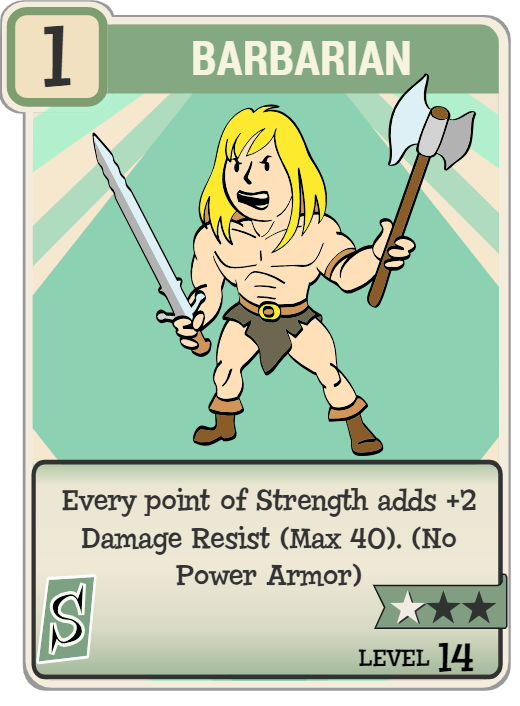 1
BARBARIAN
Every point of Strength adds +2
Damage Resist (Max 40). (No
Power Armor)
S
LEVEL 14